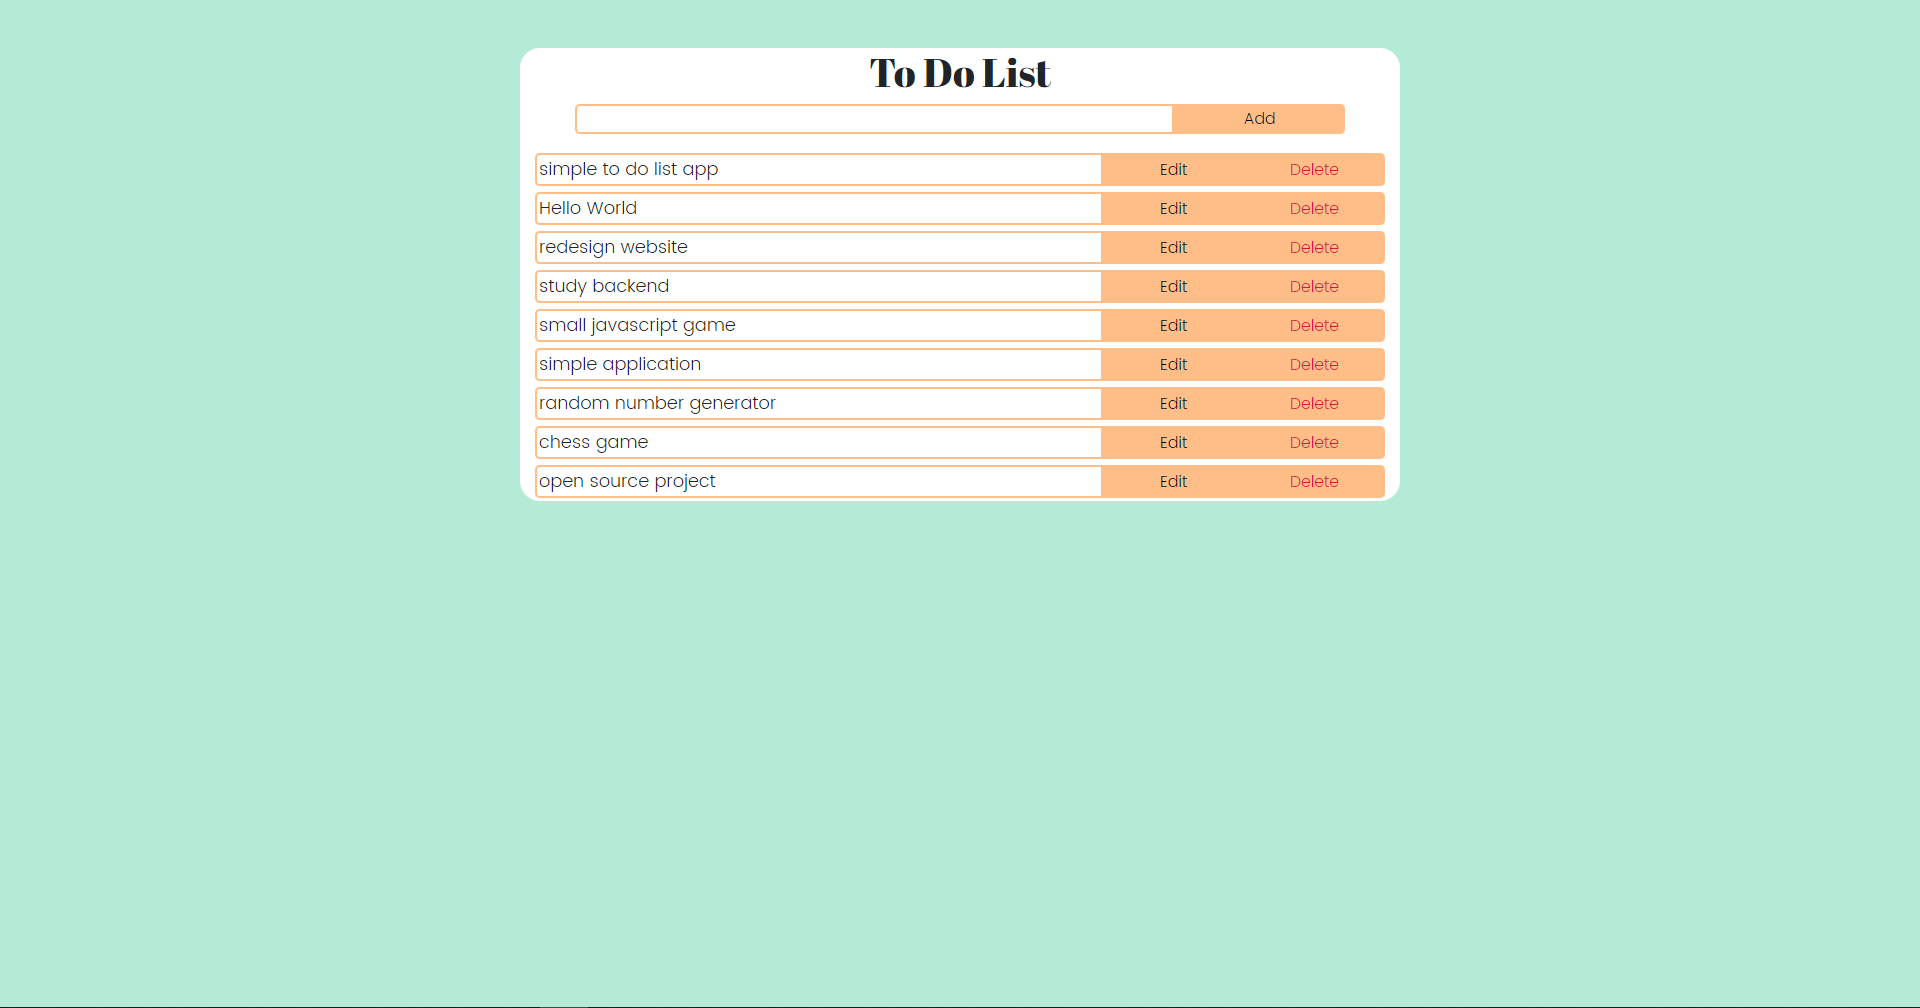 To Do List
Add
simple to do list app Edit Delete
Hello World Edit Delete
redesign website Edit Delete
study backend Edit Delete
small javascript game Edit Delete
simple application Edit Delete
random number generator Edit Delete
chess game Edit Delete
open source project Edit Delete